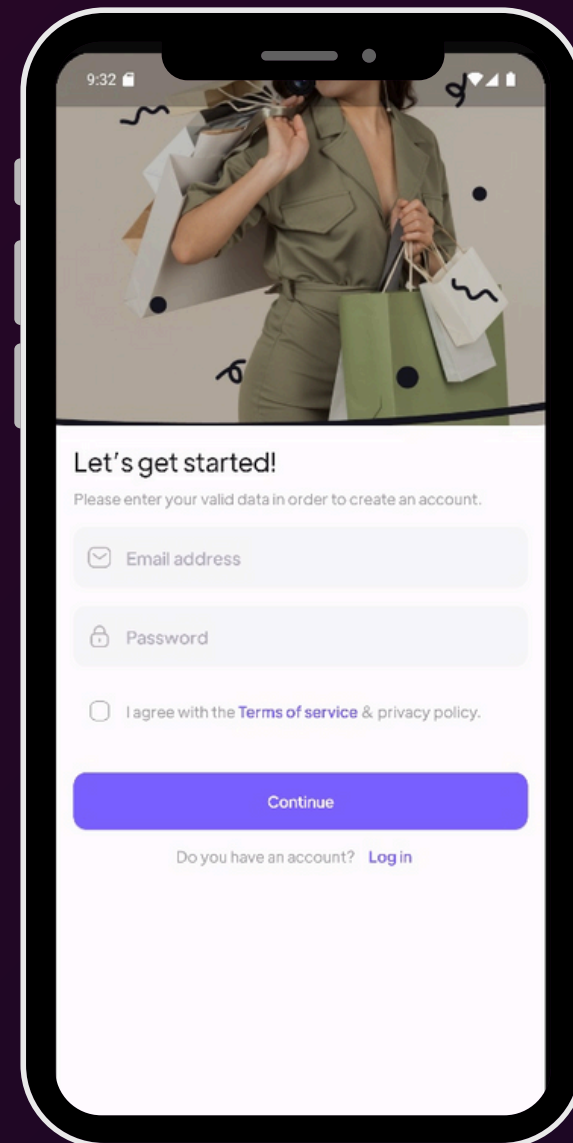 9:32
Let's get started!
Please enter your valid data in order to create an account.
Email address
Password
I agree with the Terms of service & privacy policy.
Continue
Do you have an account? Log in